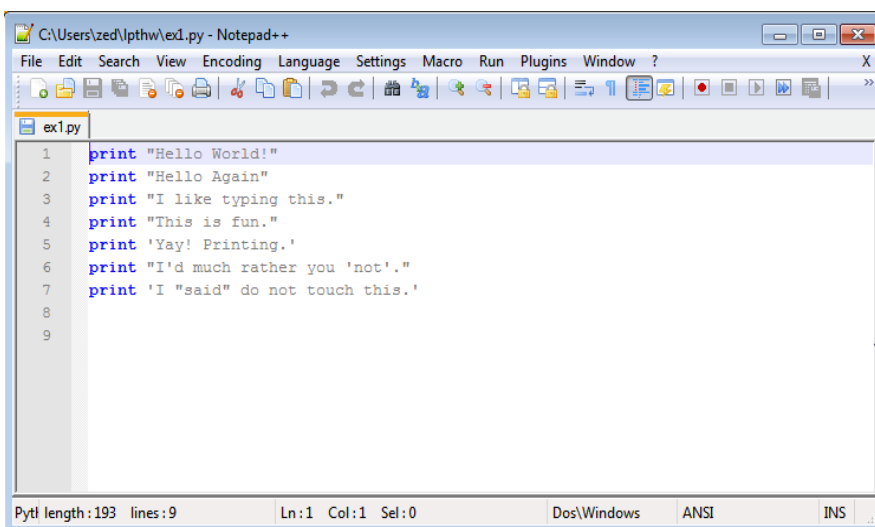 C:\Users\zed\lpthw\ex1.py - Notepad++
File Edit Search View Encoding Language Settings Macro Run Plugins Window ? X
ex1.py
1 print "Hello World!"
2 print "Hello Again"
3 print "I like typing this."
4 print "This is fun."
5 print 'Yay! Printing.'
6 print "I'd much rather you 'not'."
7 print 'I "said" do not touch this.'
8
9
Pyth length : 193 lines : 9 Ln : 1 Col : 1 Sel : 0 Dos\Windows ANSI INS